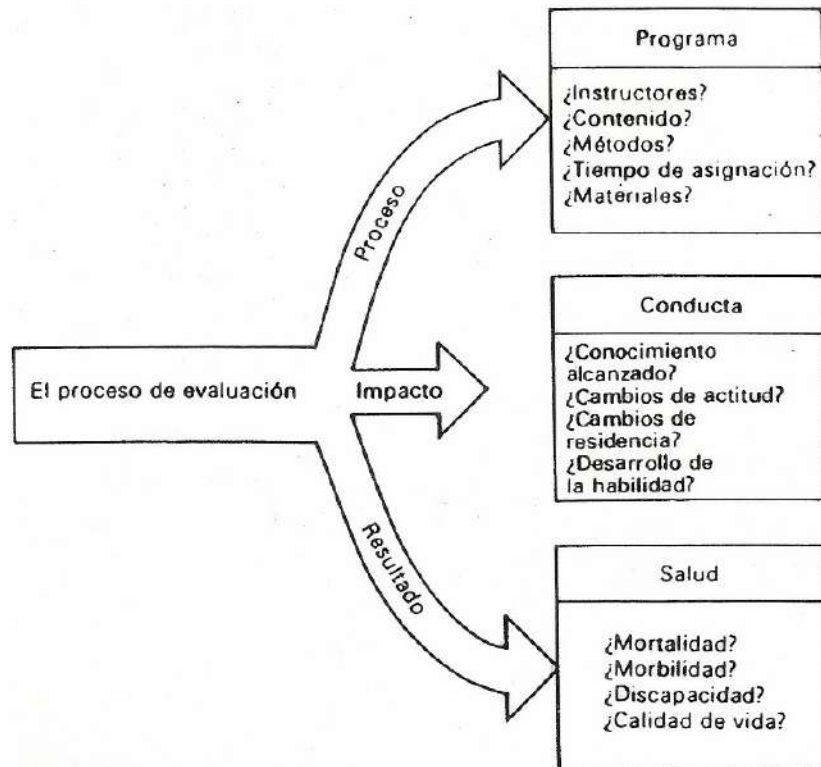 Programa
¿Instructores?
¿Contenido?
¿Métodos?
¿Tiempo de asignación?
¿Materiales?
Proceso
Conducta
¿Conocimiento
alcanzado?
¿Cambios de actitud?
¿Cambios de
residencia?
¿Desarrollo de
la habilidad?
El proceso de evaluación
Impacto
Resultado
Salud
¿Mortalidad?
¿Morbilidad?
¿Discapacidad?
¿Calidad de vida?